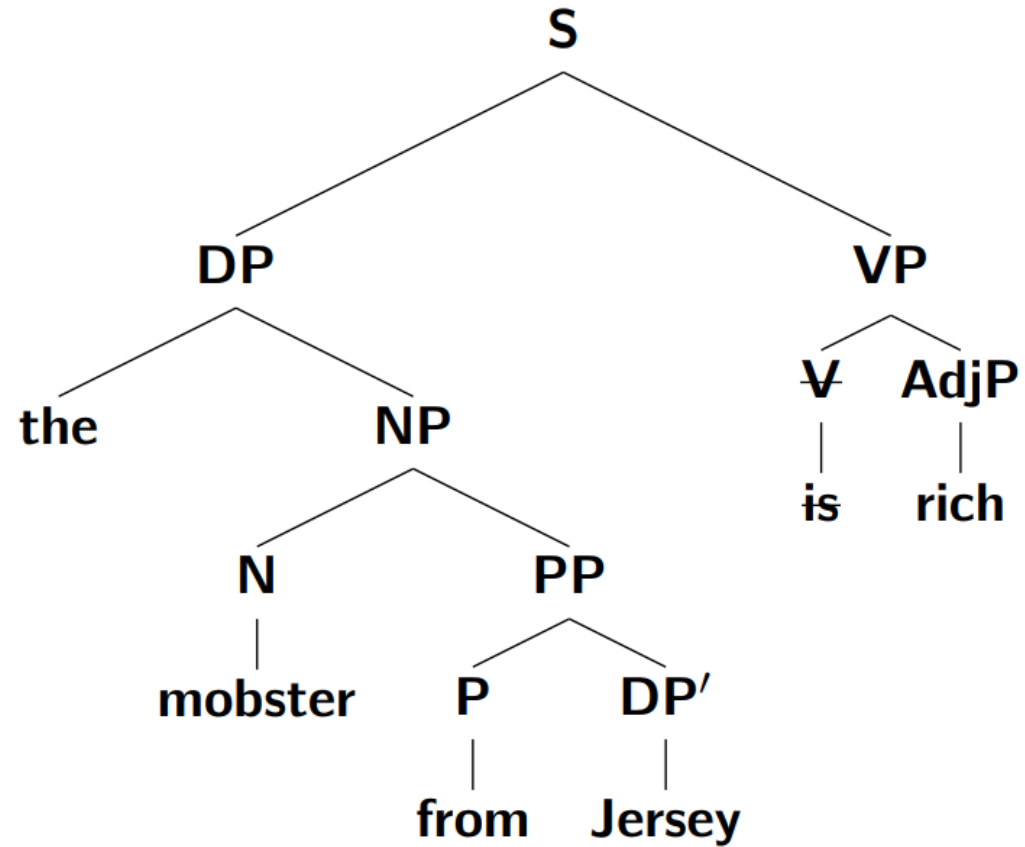 S
DP VP
V AdjP
the NP
is rich
N PP
mobster P DP′
from Jersey